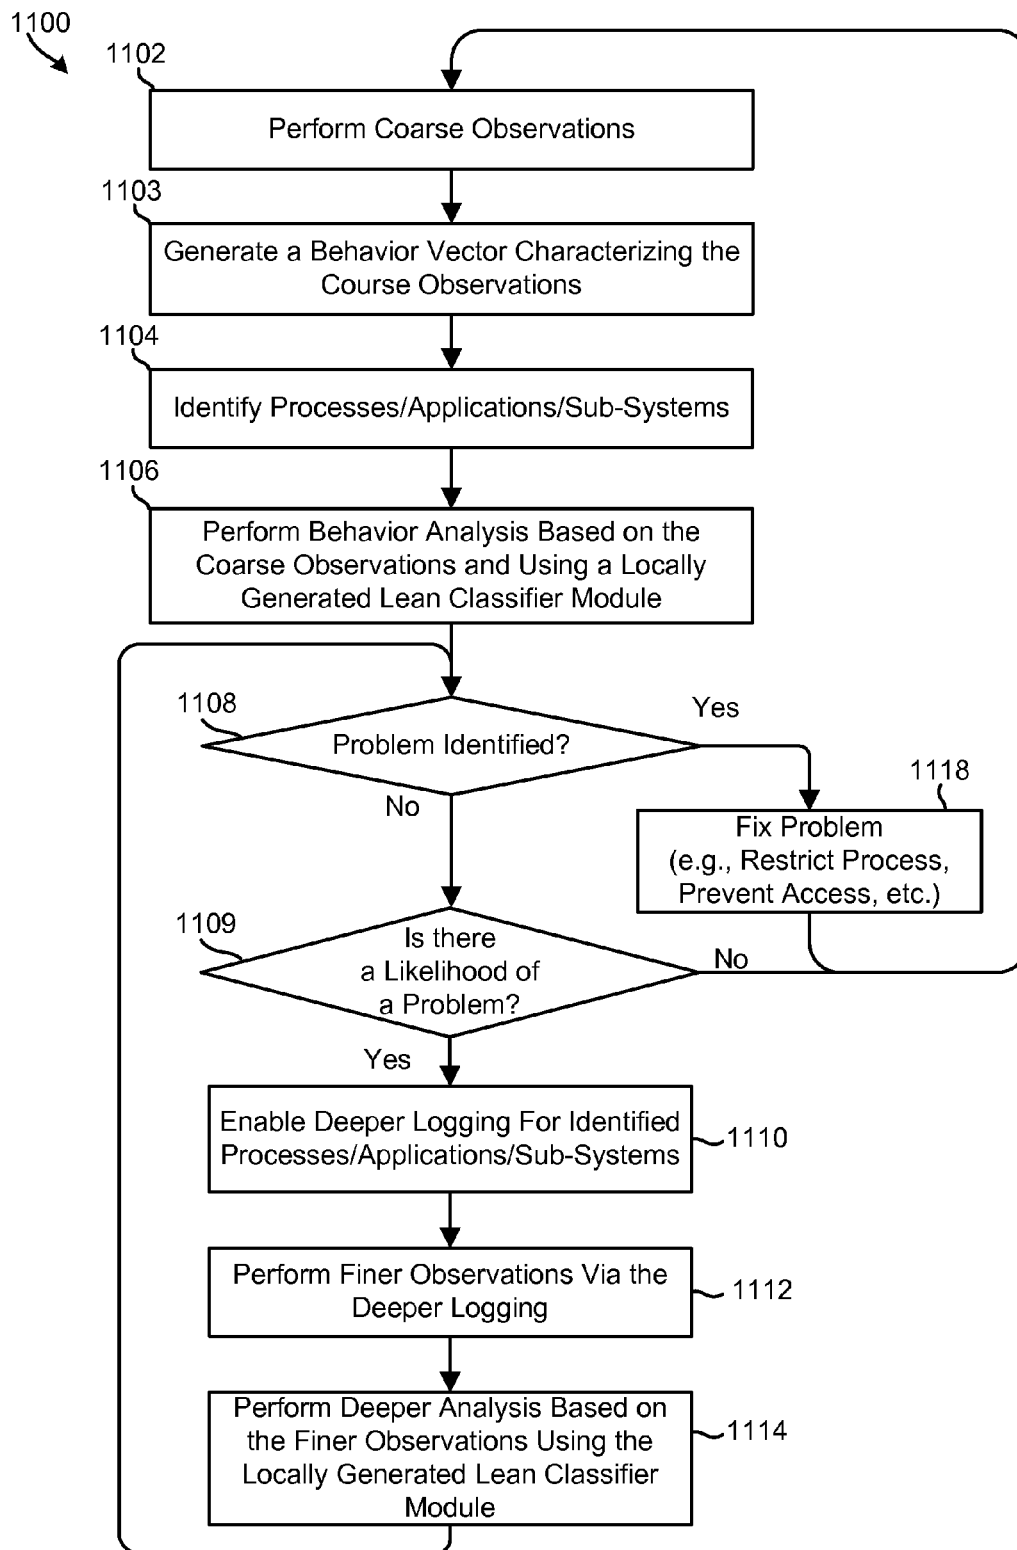 1100
1102
Perform Coarse Observations
1103
Generate a Behavior Vector Characterizing the
Course Observations
1104
Identify Processes/Applications/Sub-Systems
1106
Perform Behavior Analysis Based on the
Coarse Observations and Using a Locally
Generated Lean Classifier Module
1108
Problem Identified?
Yes
No
1118
Fix Problem
(e.g., Restrict Process,
Prevent Access, etc.)
1109
Is there
a Likelihood of
a Problem?
No
Yes
Enable Deeper Logging For Identified
Processes/Applications/Sub-Systems
1110
Perform Finer Observations Via the
Deeper Logging
1112
Perform Deeper Analysis Based on
the Finer Observations Using the
Locally Generated Lean Classifier
Module
1114